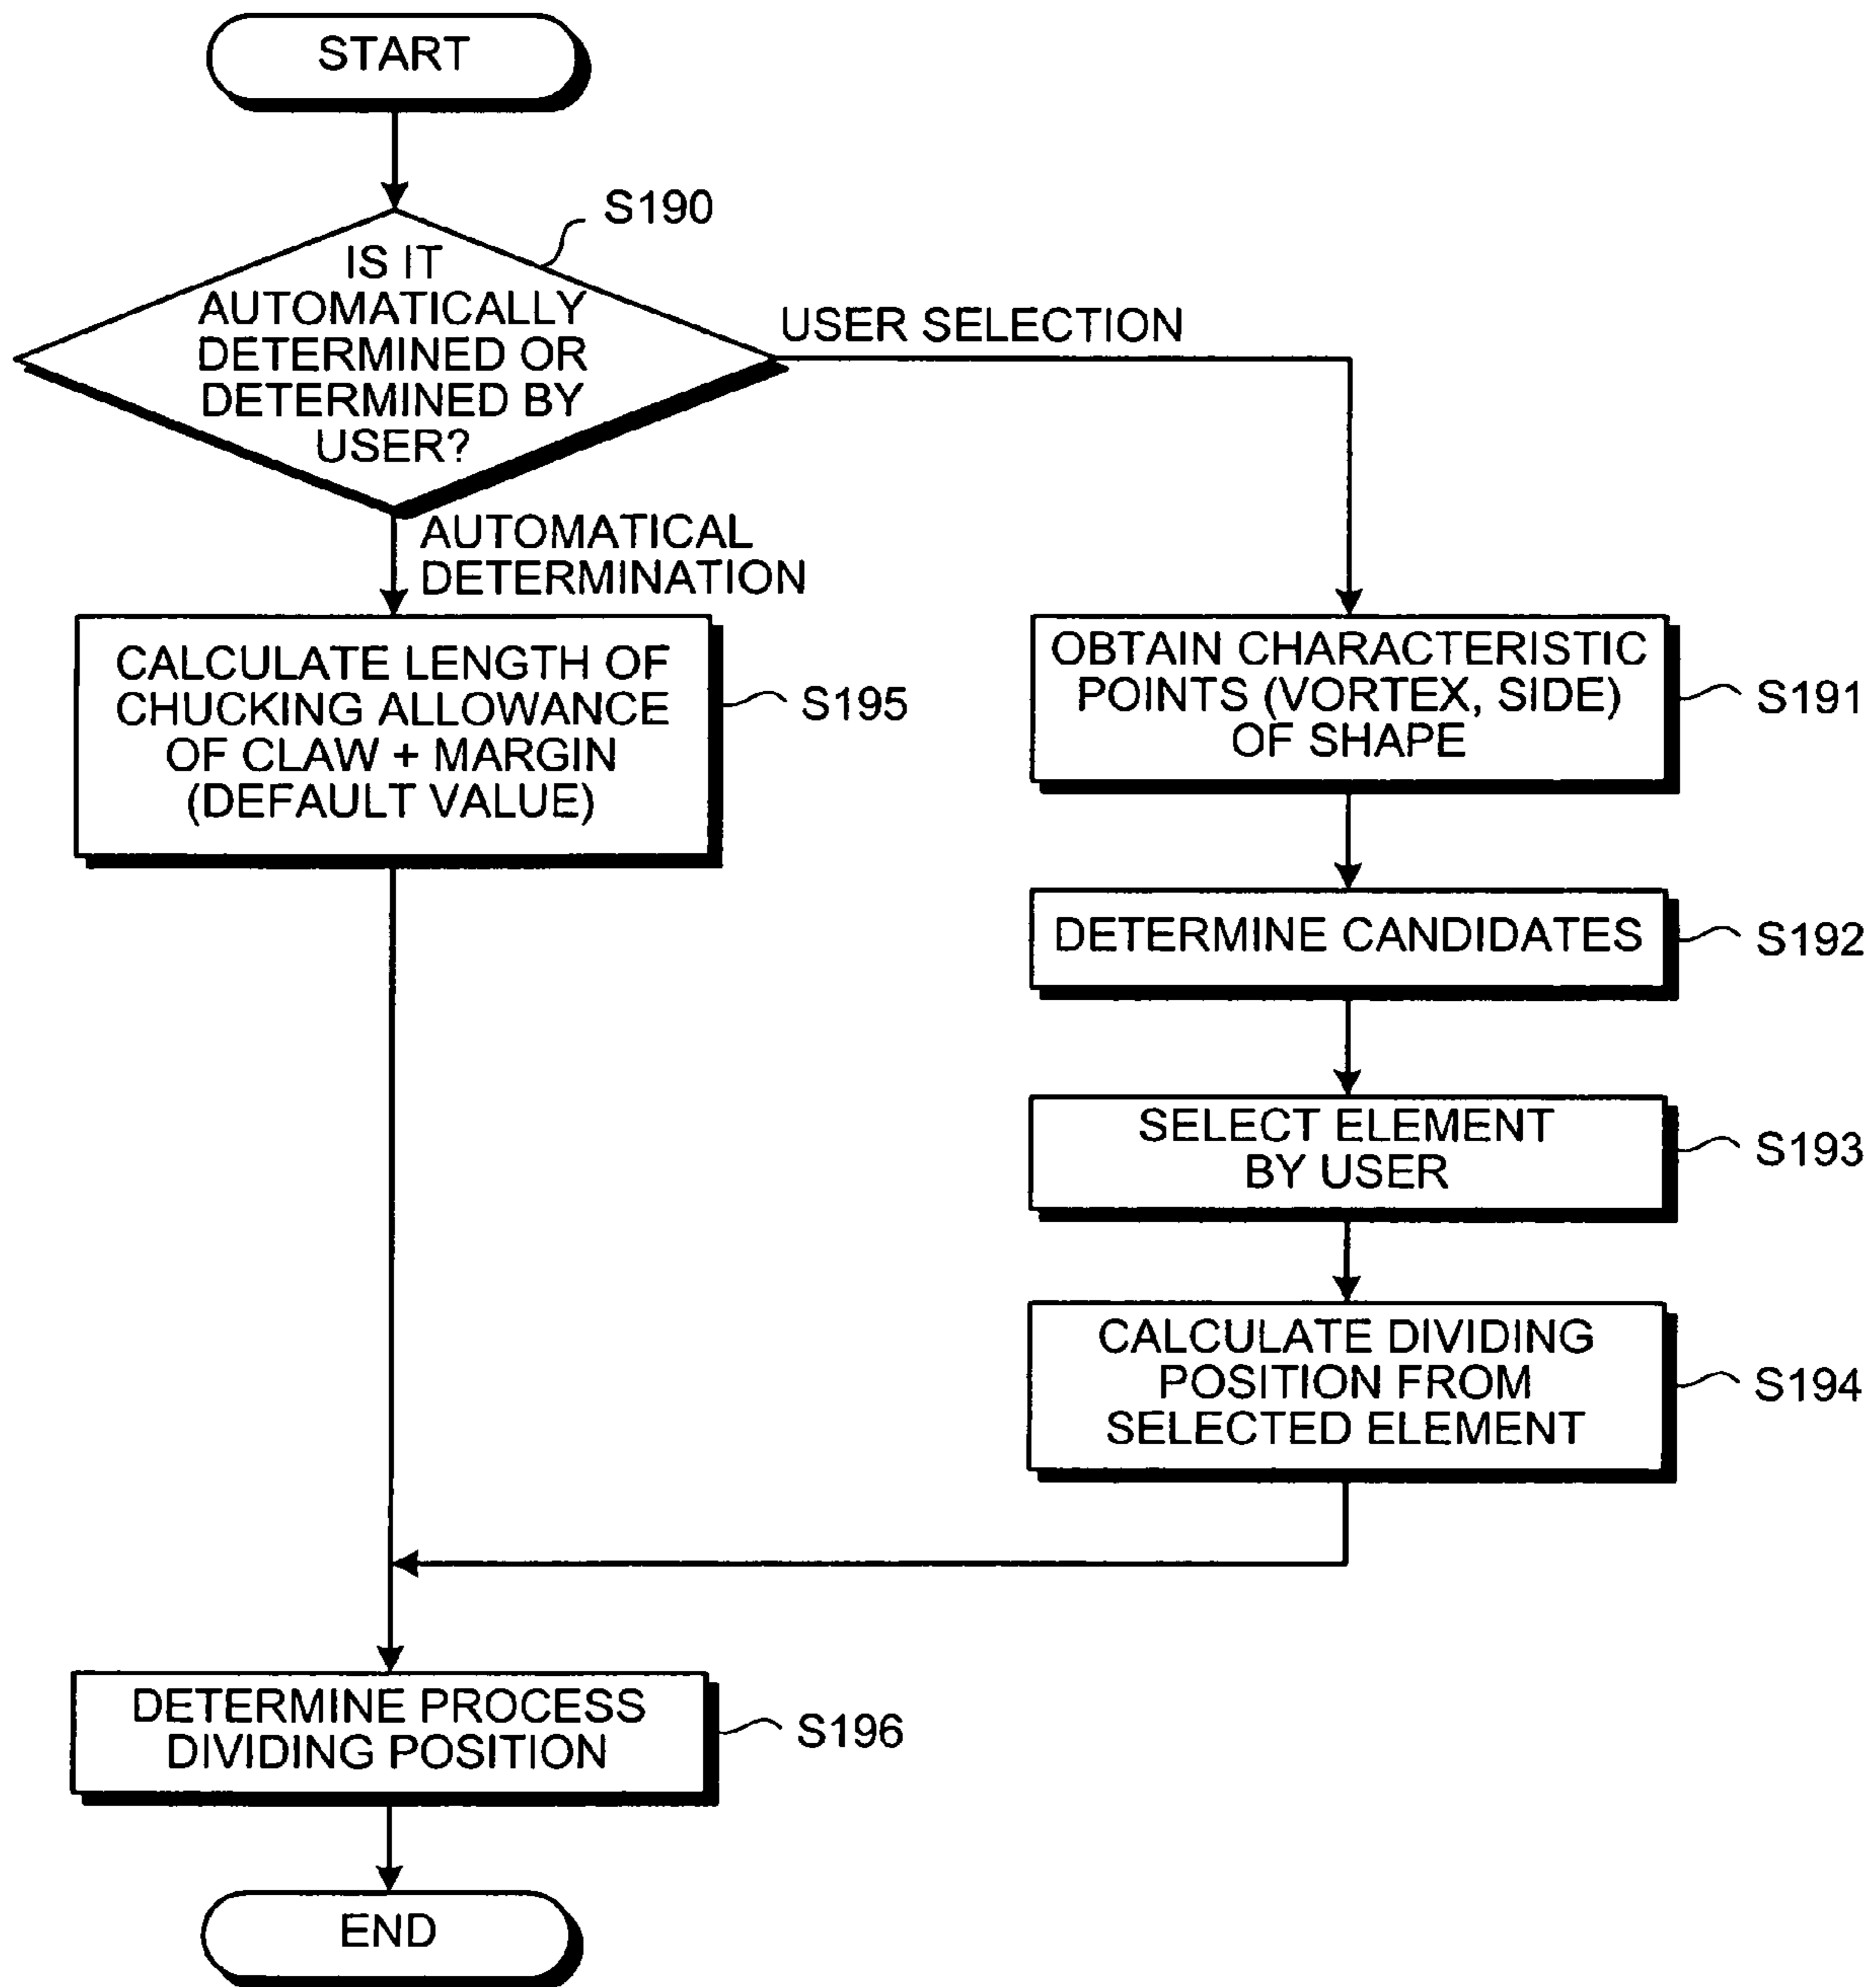 START
S190
IS IT
AUTOMATICALLY
DETERMINED OR
DETERMINED BY
USER?
USER SELECTION
AUTOMATICAL
DETERMINATION
CALCULATE LENGTH OF
CHUCKING ALLOWANCE
OF CLAW + MARGIN
(DEFAULT VALUE)
S195
OBTAIN CHARACTERISTIC
POINTS (VORTEX, SIDE)
OF SHAPE
S191
DETERMINE CANDIDATES
S192
SELECT ELEMENT
BY USER
S193
CALCULATE DIVIDING
POSITION FROM
SELECTED ELEMENT
S194
DETERMINE PROCESS
DIVIDING POSITION
S196
END